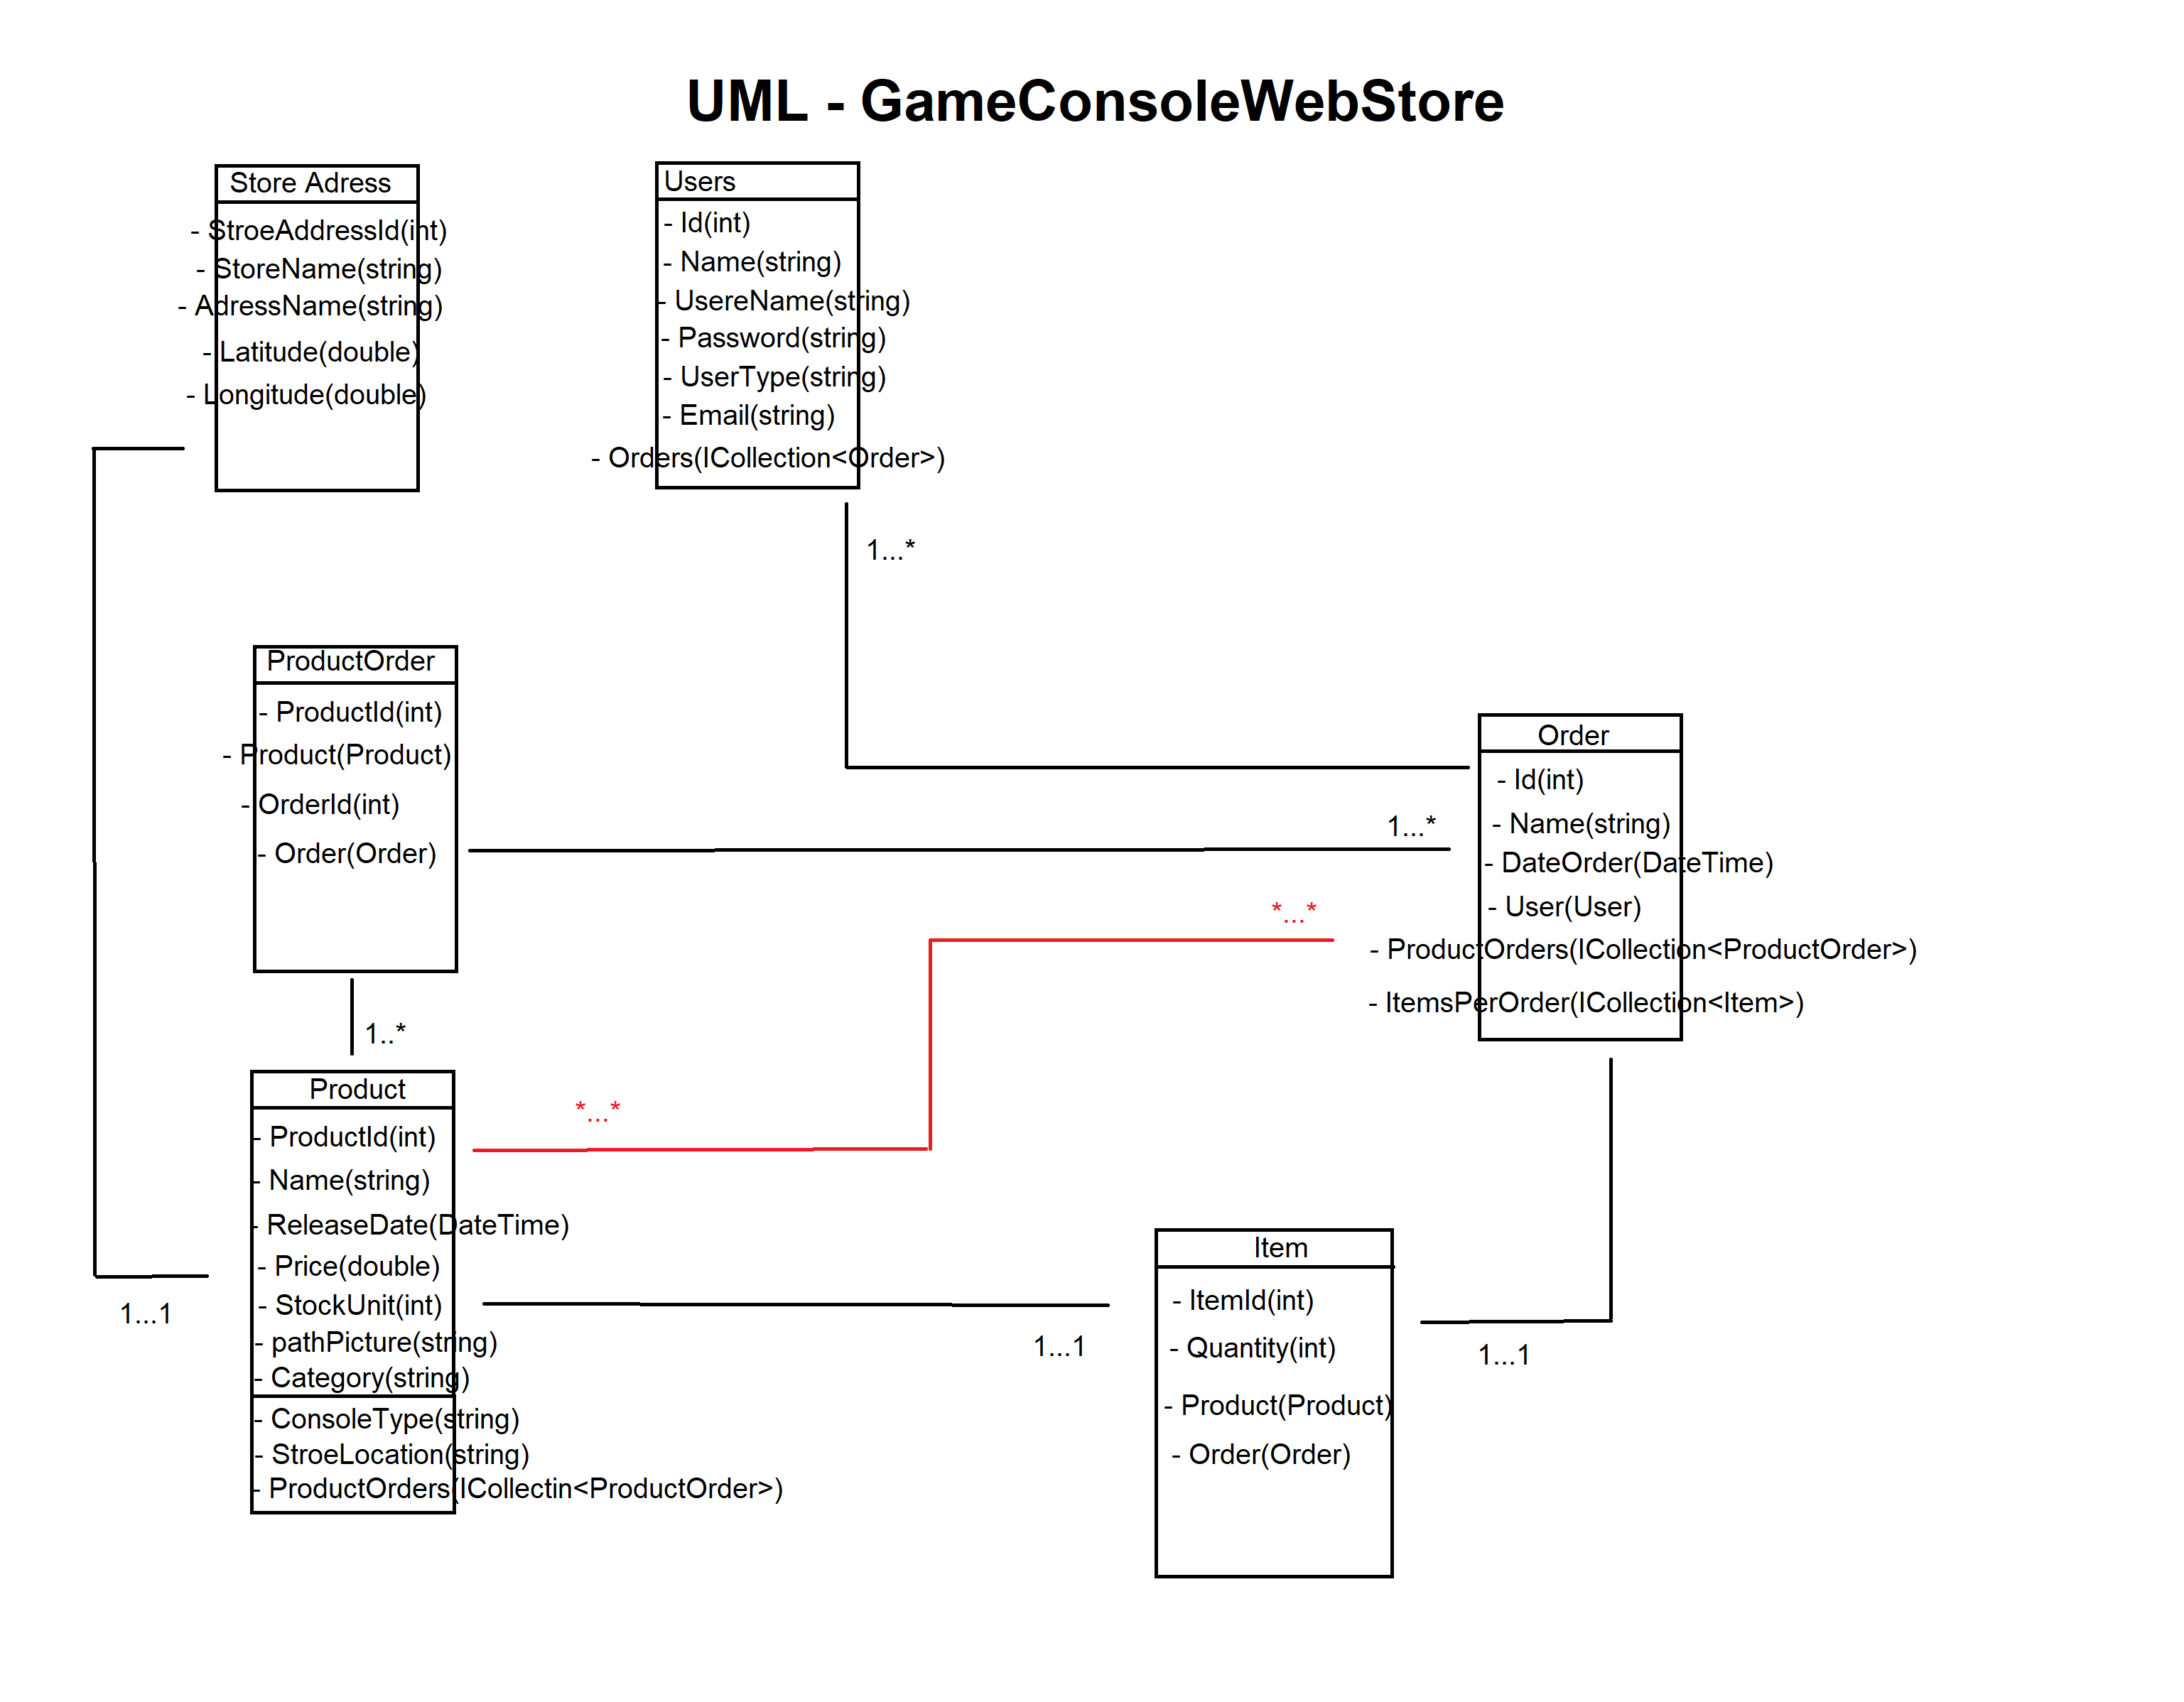 UML - GameConsoleWebStore
Store Adress
- StroeAddressId(int)
- StoreName(string)
- AdressName(string)
- Latitude(double)
- Longitude(double)
Users
- Id(int)
- Name(string)
- UsereName(string)
- Password(string)
- UserType(string)
- Email(string)
- Orders(ICollection<Order>)
1...*
ProductOrder
- ProductId(int)
- Product(Product)
- OrderId(int)
- Order(Order)
1...*
Order
- Id(int)
- Name(string)
- DateOrder(DateTime)
- User(User)
- ProductOrders(ICollection<ProductOrder>)
- ItemsPerOrder(ICollection<Item>)
*...*
1..*
*...*
Product
- ProductId(int)
- Name(string)
- ReleaseDate(DateTime)
- Price(double)
- StockUnit(int)
- pathPicture(string)
- Category(string)
- ConsoleType(string)
- StroeLocation(string)
- ProductOrders(ICollectin<ProductOrder>)
1...1
1...1
Item
- ItemId(int)
- Quantity(int)
- Product(Product)
- Order(Order)
1...1